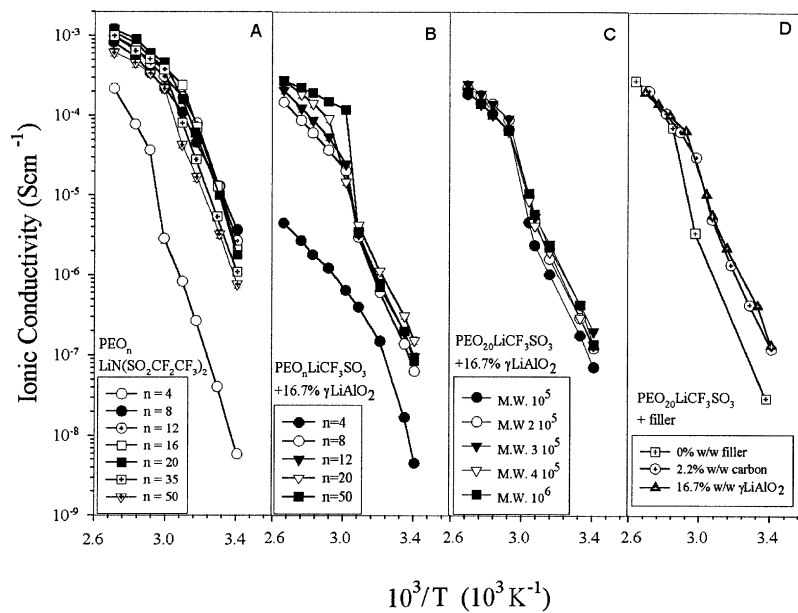 A
B
C
D
Ionic Conductivity (Scm⁻¹)
10⁻³
10⁻⁴
10⁻⁵
10⁻⁶
10⁻⁷
10⁻⁸
10⁻⁹
PEOₙ
LiN(SO₂CF₂CF₃)₂
n = 4
n = 8
n = 12
n = 16
n = 20
n = 35
n = 50
PEOₙLiCF₃SO₃
+16.7% γLiAlO₂
n=4
n=8
n=12
n=20
n=50
PEO₂₀LiCF₃SO₃
+16.7% γLiAlO₂
M.W. 10⁵
M.W 2 10⁵
M.W. 3 10⁵
M.W. 4 10⁵
M.W. 10⁶
PEO₂₀LiCF₃SO₃
+ filler
0% w/w filler
2.2% w/w carbon
16.7% w/w γLiAlO₂
2.6 3.0 3.4 2.6 3.0 3.4 2.6 3.0 3.4 2.6 3.0 3.4
10³/T (10³ K⁻¹)